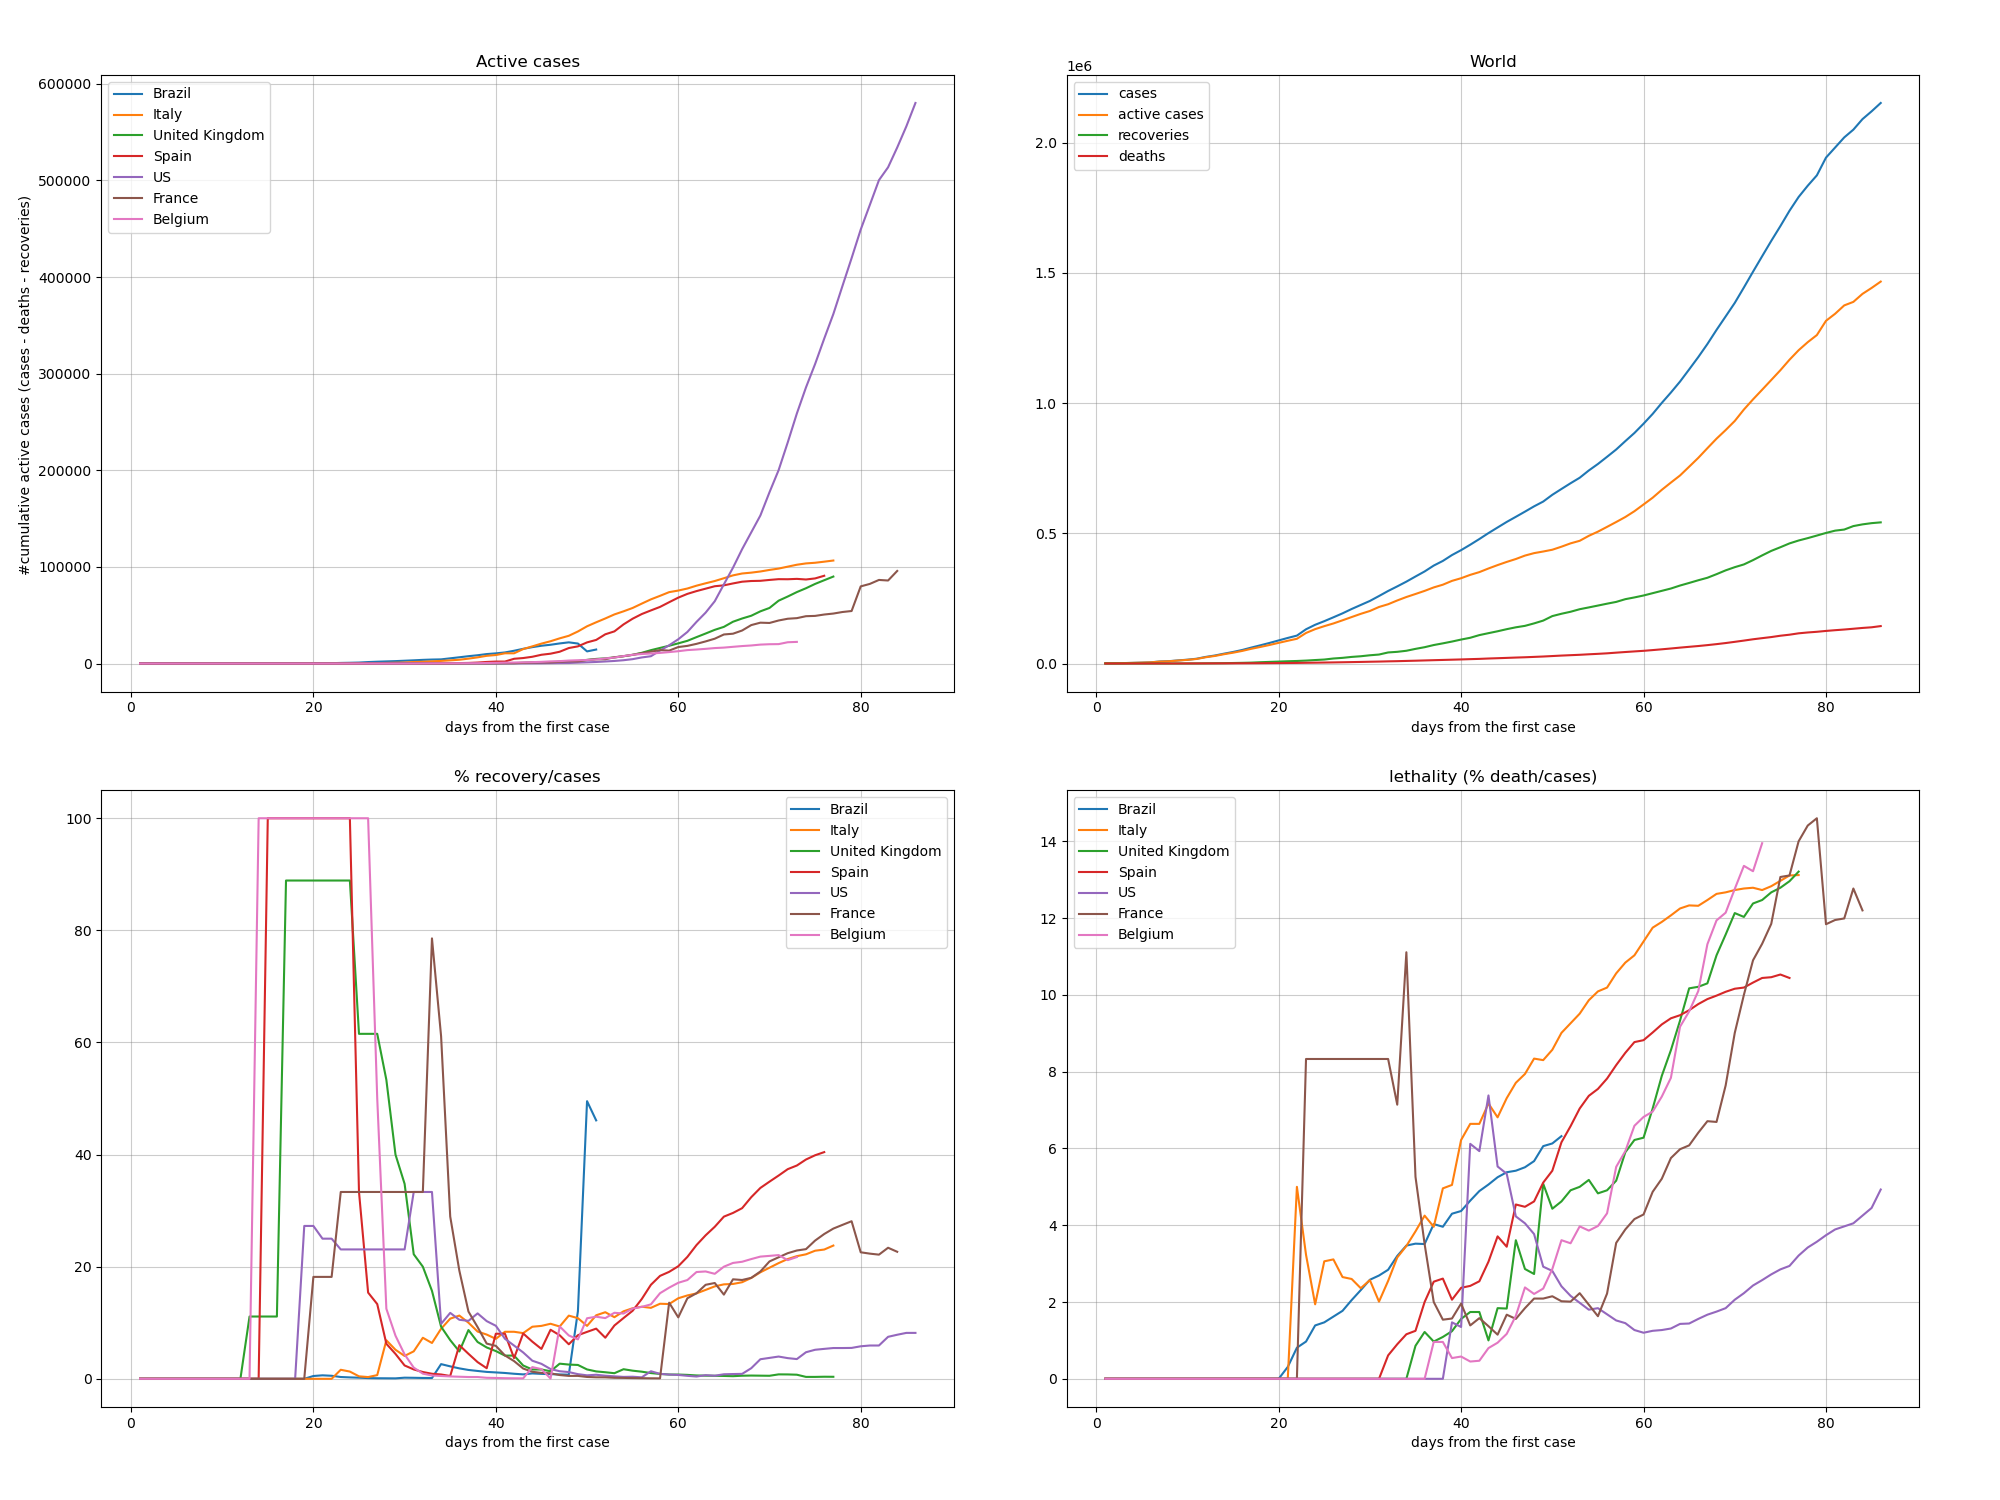 Active cases
#cumulative active cases (cases - deaths - recoveries)
600000
500000
400000
300000
200000
100000
0
Brazil
Italy
United Kingdom
Spain
US
France
Belgium
0 20 40 60 80
days from the first case
World
1e6
2.0
1.5
1.0
0.5
0.0
cases
active cases
recoveries
deaths
0 20 40 60 80
days from the first case
% recovery/cases
100
80
60
40
20
0
Brazil
Italy
United Kingdom
Spain
US
France
Belgium
0 20 40 60 80
days from the first case
lethality (% death/cases)
14
12
10
8
6
4
2
0
Brazil
Italy
United Kingdom
Spain
US
France
Belgium
0 20 40 60 80
days from the first case